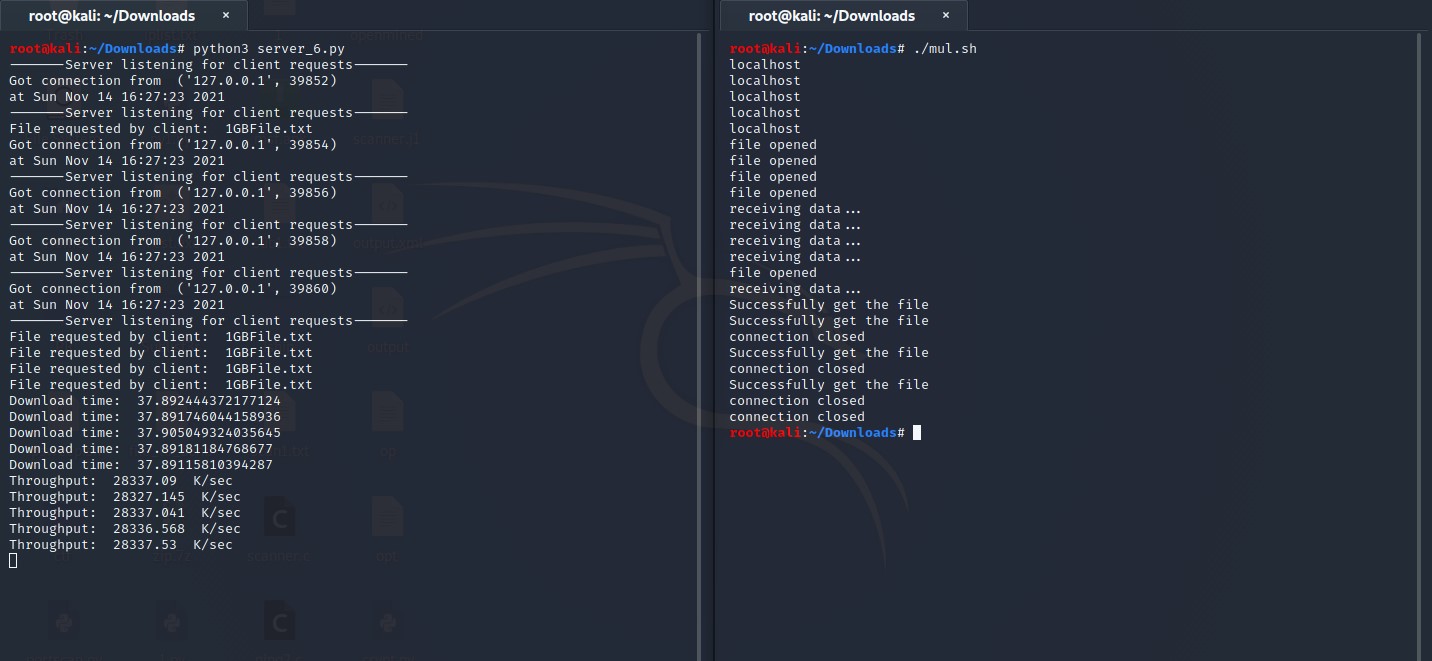 root@kali: ~/Downloads ×
root@kali:~/Downloads# python3 server_6.py
───────Server listening for client requests───────
Got connection from  ('127.0.0.1', 39852)
at Sun Nov 14 16:27:23 2021
───────Server listening for client requests───────
File requested by client:  1GBFile.txt
Got connection from  ('127.0.0.1', 39854)
at Sun Nov 14 16:27:23 2021
───────Server listening for client requests───────
Got connection from  ('127.0.0.1', 39856)
at Sun Nov 14 16:27:23 2021
───────Server listening for client requests───────
Got connection from  ('127.0.0.1', 39858)
at Sun Nov 14 16:27:23 2021
───────Server listening for client requests───────
Got connection from  ('127.0.0.1', 39860)
at Sun Nov 14 16:27:23 2021
───────Server listening for client requests───────
File requested by client:  1GBFile.txt
File requested by client:  1GBFile.txt
File requested by client:  1GBFile.txt
File requested by client:  1GBFile.txt
Download time:  37.892444372177124
Download time:  37.891746044158936
Download time:  37.905049324035645
Download time:  37.89181184768677
Download time:  37.89115810394287
Throughput:  28337.09  K/sec
Throughput:  28327.145  K/sec
Throughput:  28337.041  K/sec
Throughput:  28336.568  K/sec
Throughput:  28337.53  K/sec
root@kali: ~/Downloads ×
root@kali:~/Downloads# ./mul.sh
localhost
localhost
localhost
localhost
localhost
file opened
file opened
file opened
file opened
receiving data...
receiving data...
receiving data...
receiving data...
file opened
receiving data...
Successfully get the file
Successfully get the file
connection closed
Successfully get the file
connection closed
Successfully get the file
connection closed
connection closed
root@kali:~/Downloads#